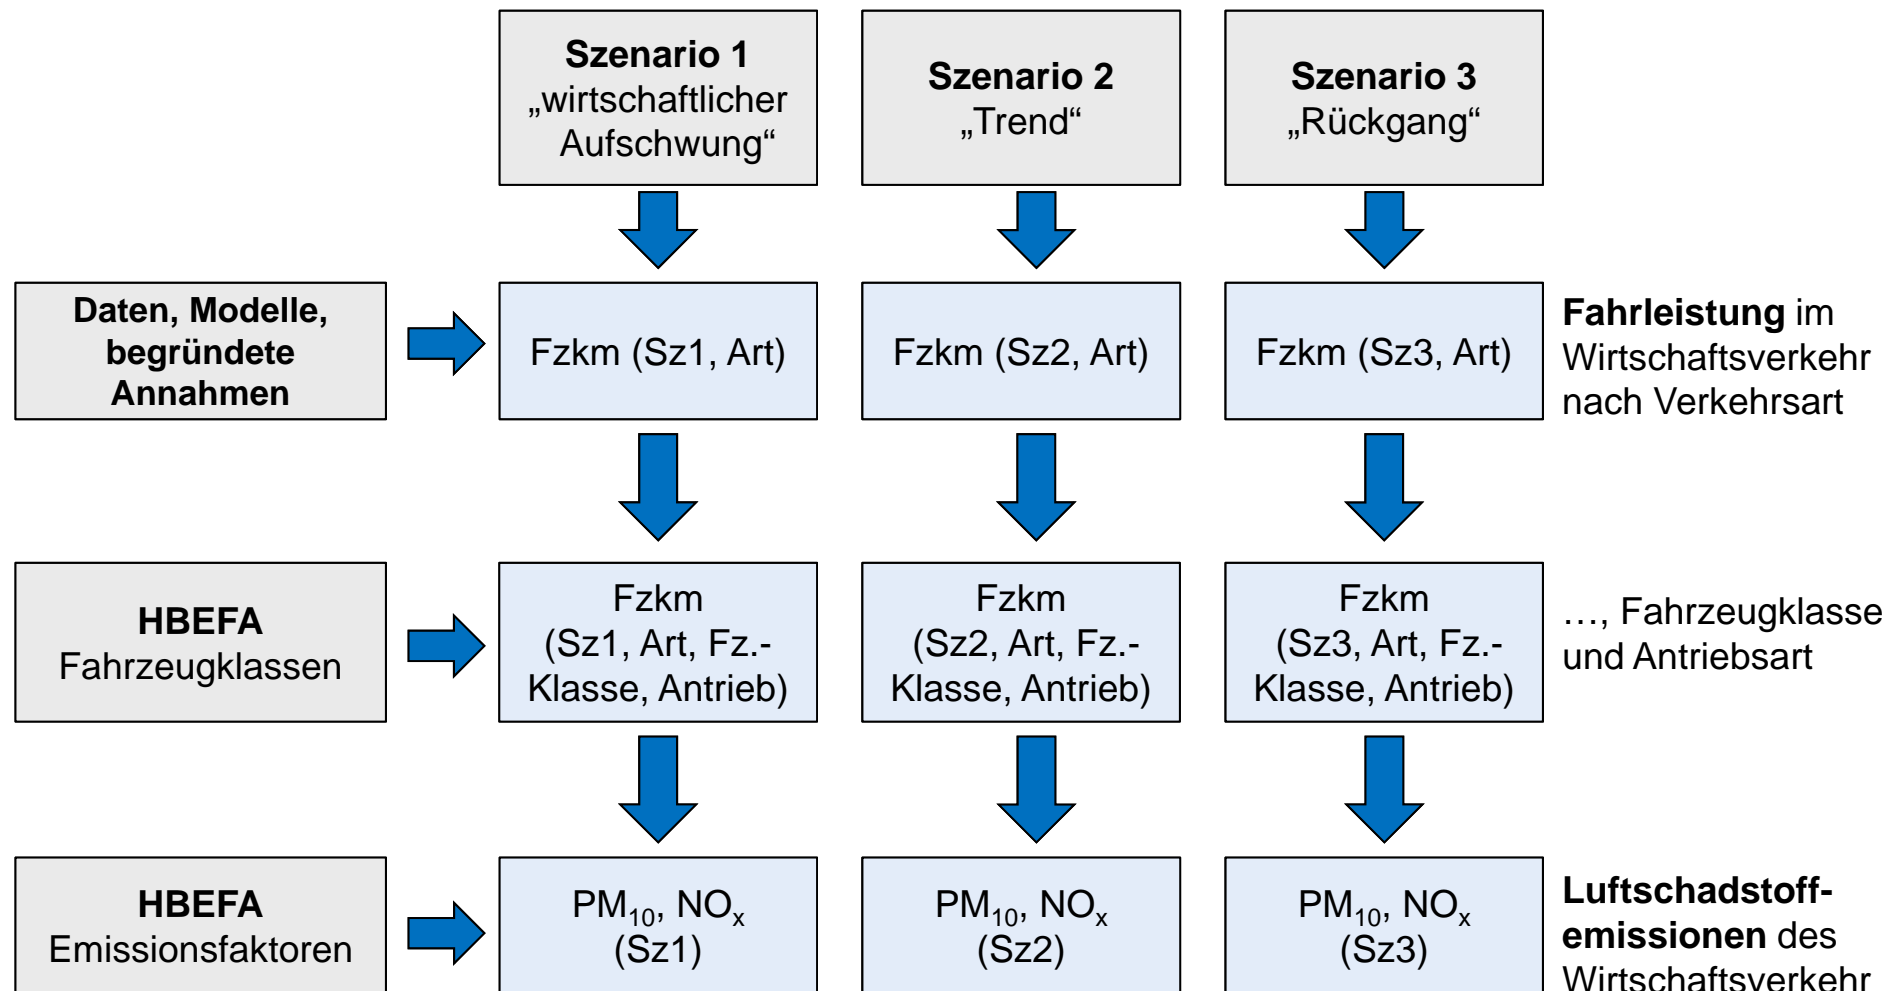 Szenario 1
„wirtschaftlicher
Aufschwung“
Szenario 2
„Trend“
Szenario 3
„Rückgang“
Daten, Modelle,
begründete
Annahmen
Fzkm (Sz1, Art)
Fzkm (Sz2, Art)
Fzkm (Sz3, Art)
Fahrleistung im
Wirtschaftsverkehr
nach Verkehrsart
HBEFA
Fahrzeugklassen
Fzkm
(Sz1, Art, Fz.-
Klasse, Antrieb)
Fzkm
(Sz2, Art, Fz.-
Klasse, Antrieb)
Fzkm
(Sz3, Art, Fz.-
Klasse, Antrieb)
…, Fahrzeugklasse
und Antriebsart
HBEFA
Emissionsfaktoren
PM₁₀, NOₓ
(Sz1)
PM₁₀, NOₓ
(Sz2)
PM₁₀, NOₓ
(Sz3)
Luftschadstoff-
emissionen des
Wirtschaftsverkehr